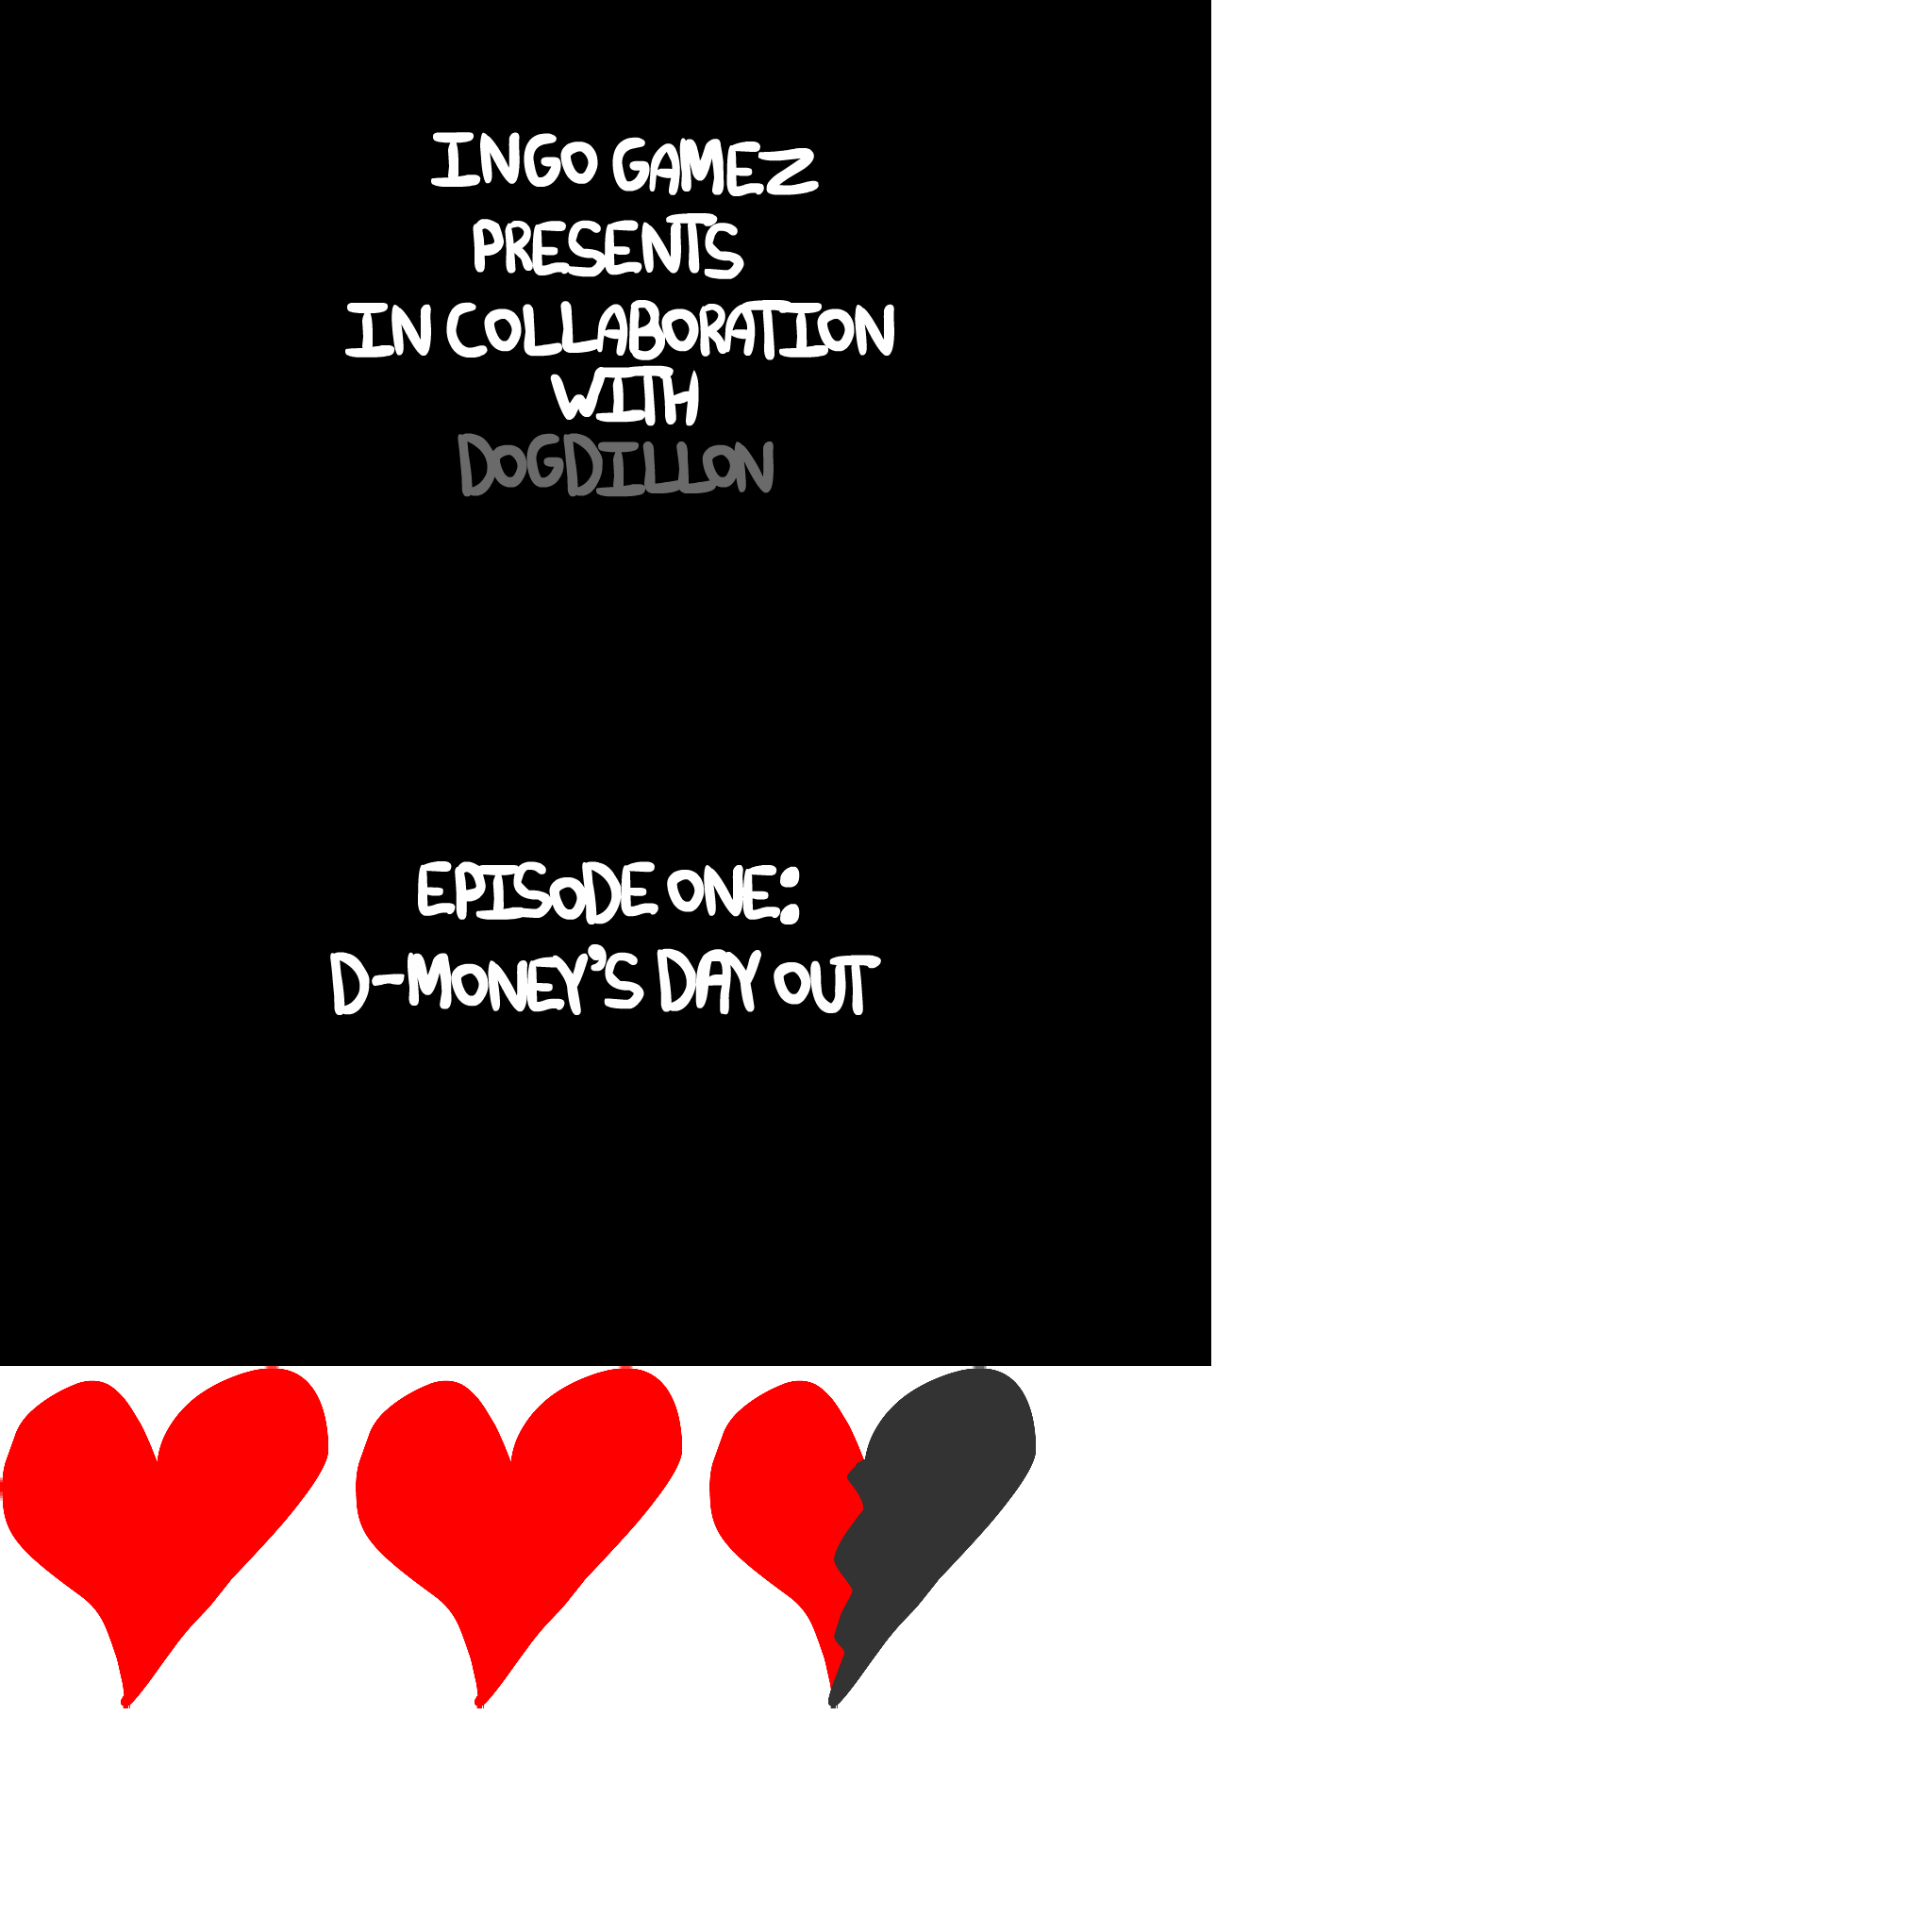 INGO GAMEZ
PRESENTS
IN COLLABORATION
WITH
DOGDILLON
EPISODE ONE:
D-MONEY'S DAY OUT